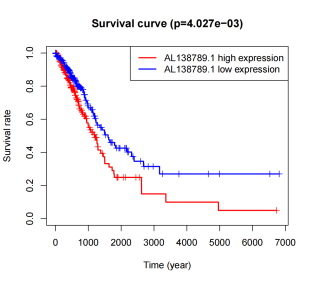 Survival curve (p=4.027e−03)
AL138789.1 high expression
AL138789.1 low expression
Survival rate
1.0
0.8
0.6
0.4
0.2
0.0
0 1000 2000 3000 4000 5000 6000 7000
Time (year)